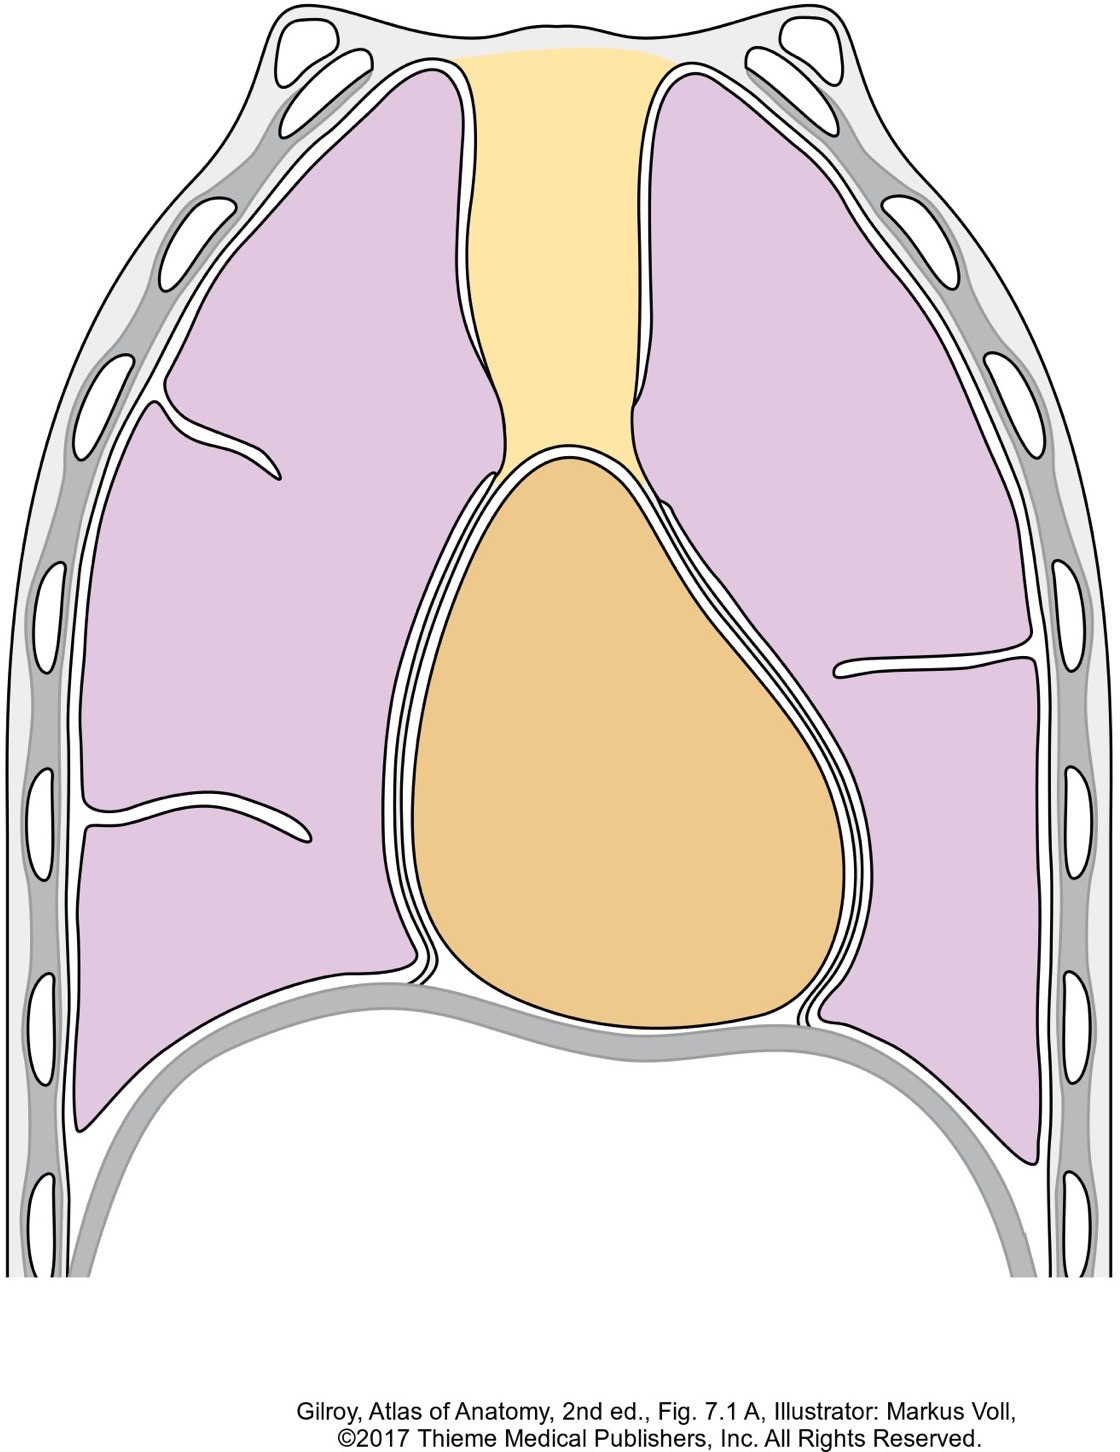 Gilroy, Atlas of Anatomy, 2nd ed., Fig. 7.1 A, Illustrator: Markus Voll,
©2017 Thieme Medical Publishers, Inc. All Rights Reserved.